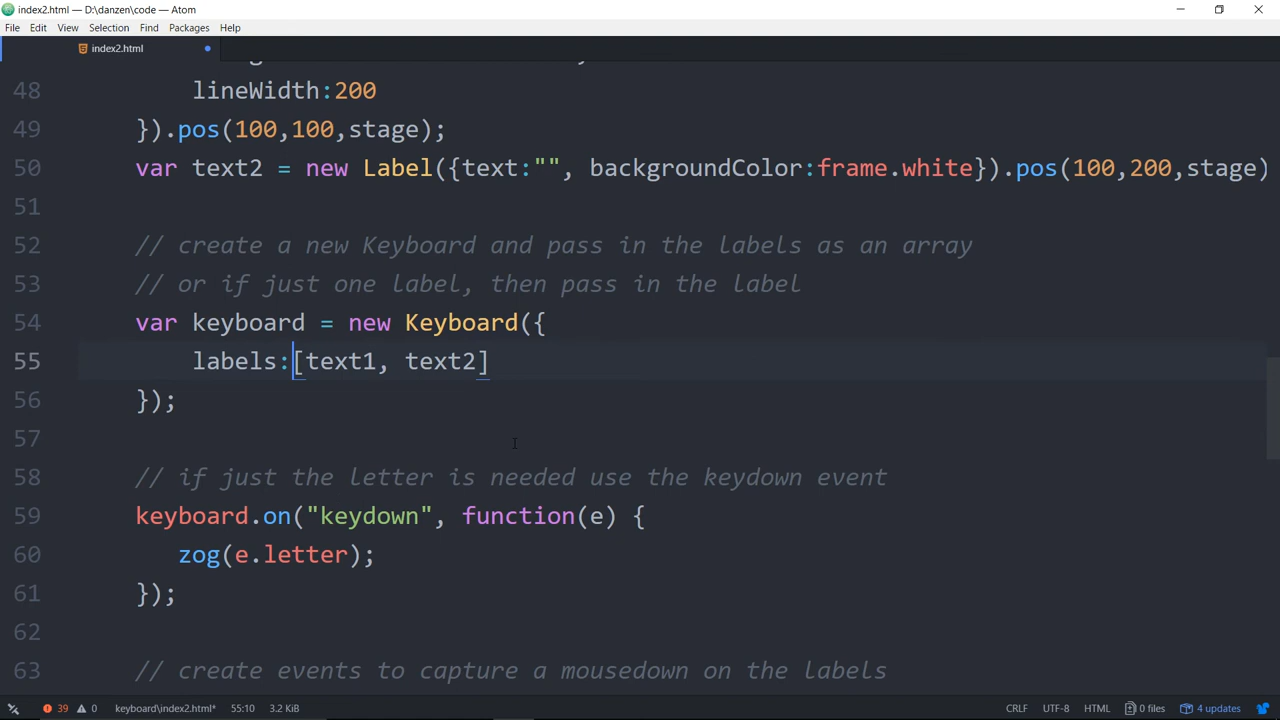 index2.html — D:\danzen\code — Atom
File Edit View Selection Find Packages Help
index2.html
48 lineWidth:200
49 }).pos(100,100,stage);
50 var text2 = new Label({text:"", backgroundColor:frame.white}).pos(100,200,stage)
51
52 // create a new Keyboard and pass in the labels as an array
53 // or if just one label, then pass in the label
54 var keyboard = new Keyboard({
55 labels:[text1, text2]
56 });
57
58 // if just the letter is needed use the keydown event
59 keyboard.on("keydown", function(e) {
60 zog(e.letter);
61 });
62
63 // create events to capture a mousedown on the labels
39 0 keyboard\index2.html* 55:10 3.2 KiB CRLF UTF-8 HTML 0 files 4 updates